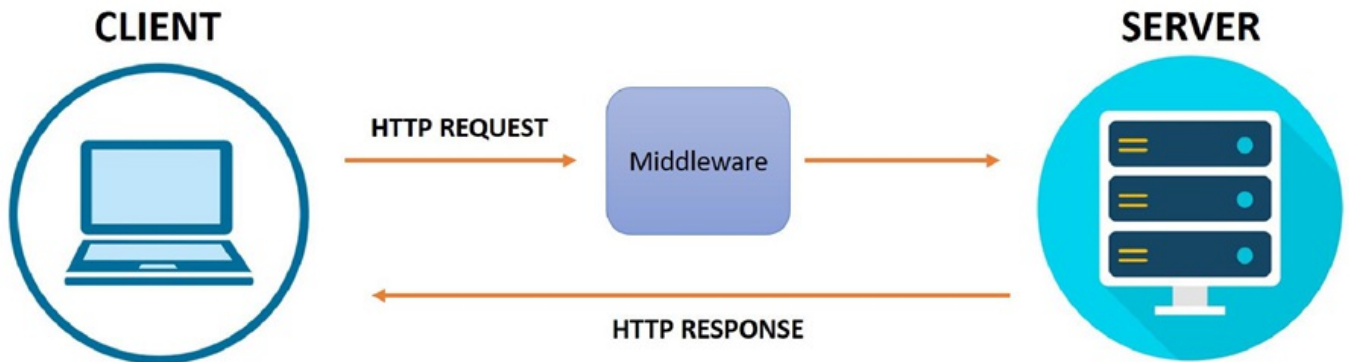 CLIENT
SERVER
HTTP REQUEST
Middleware
HTTP RESPONSE